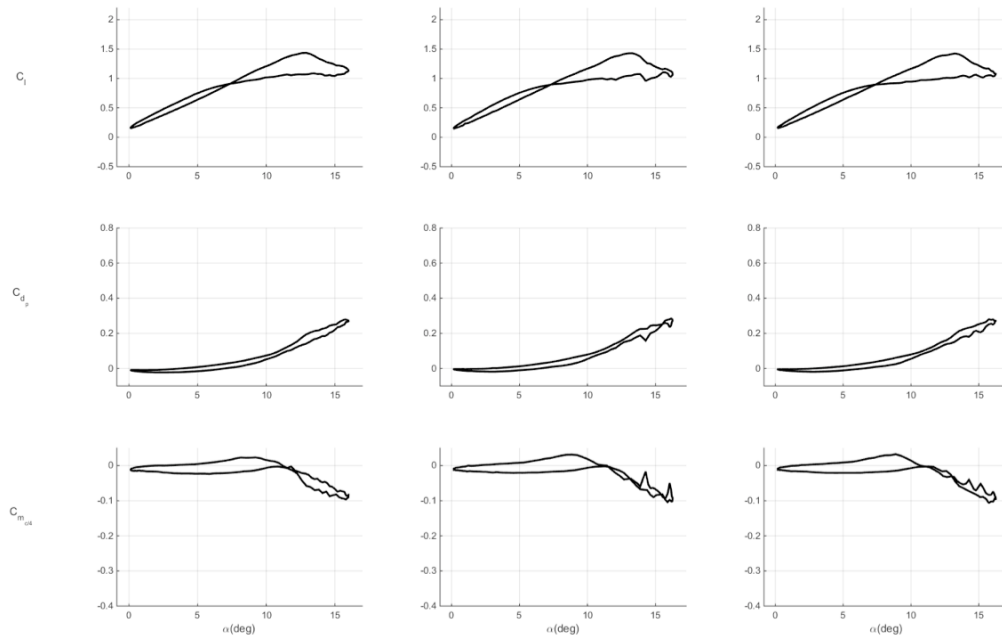 2 2 2
1.5 1.5 1.5
C_l 1 1 1
0.5 0.5 0.5
0 0 0
-0.5 -0.5 -0.5
0 5 10 15 0 5 10 15 0 5 10 15
0.8 0.8 0.8
0.6 0.6 0.6
C_{d_p} 0.4 0.4 0.4
0.2 0.2 0.2
0 0 0
0 5 10 15 0 5 10 15 0 5 10 15
0 0 0
-0.1 -0.1 -0.1
C_{m_{c/4}}
-0.2 -0.2 -0.2
-0.3 -0.3 -0.3
-0.4 -0.4 -0.4
0 5 10 15 0 5 10 15 0 5 10 15
α(deg) α(deg) α(deg)